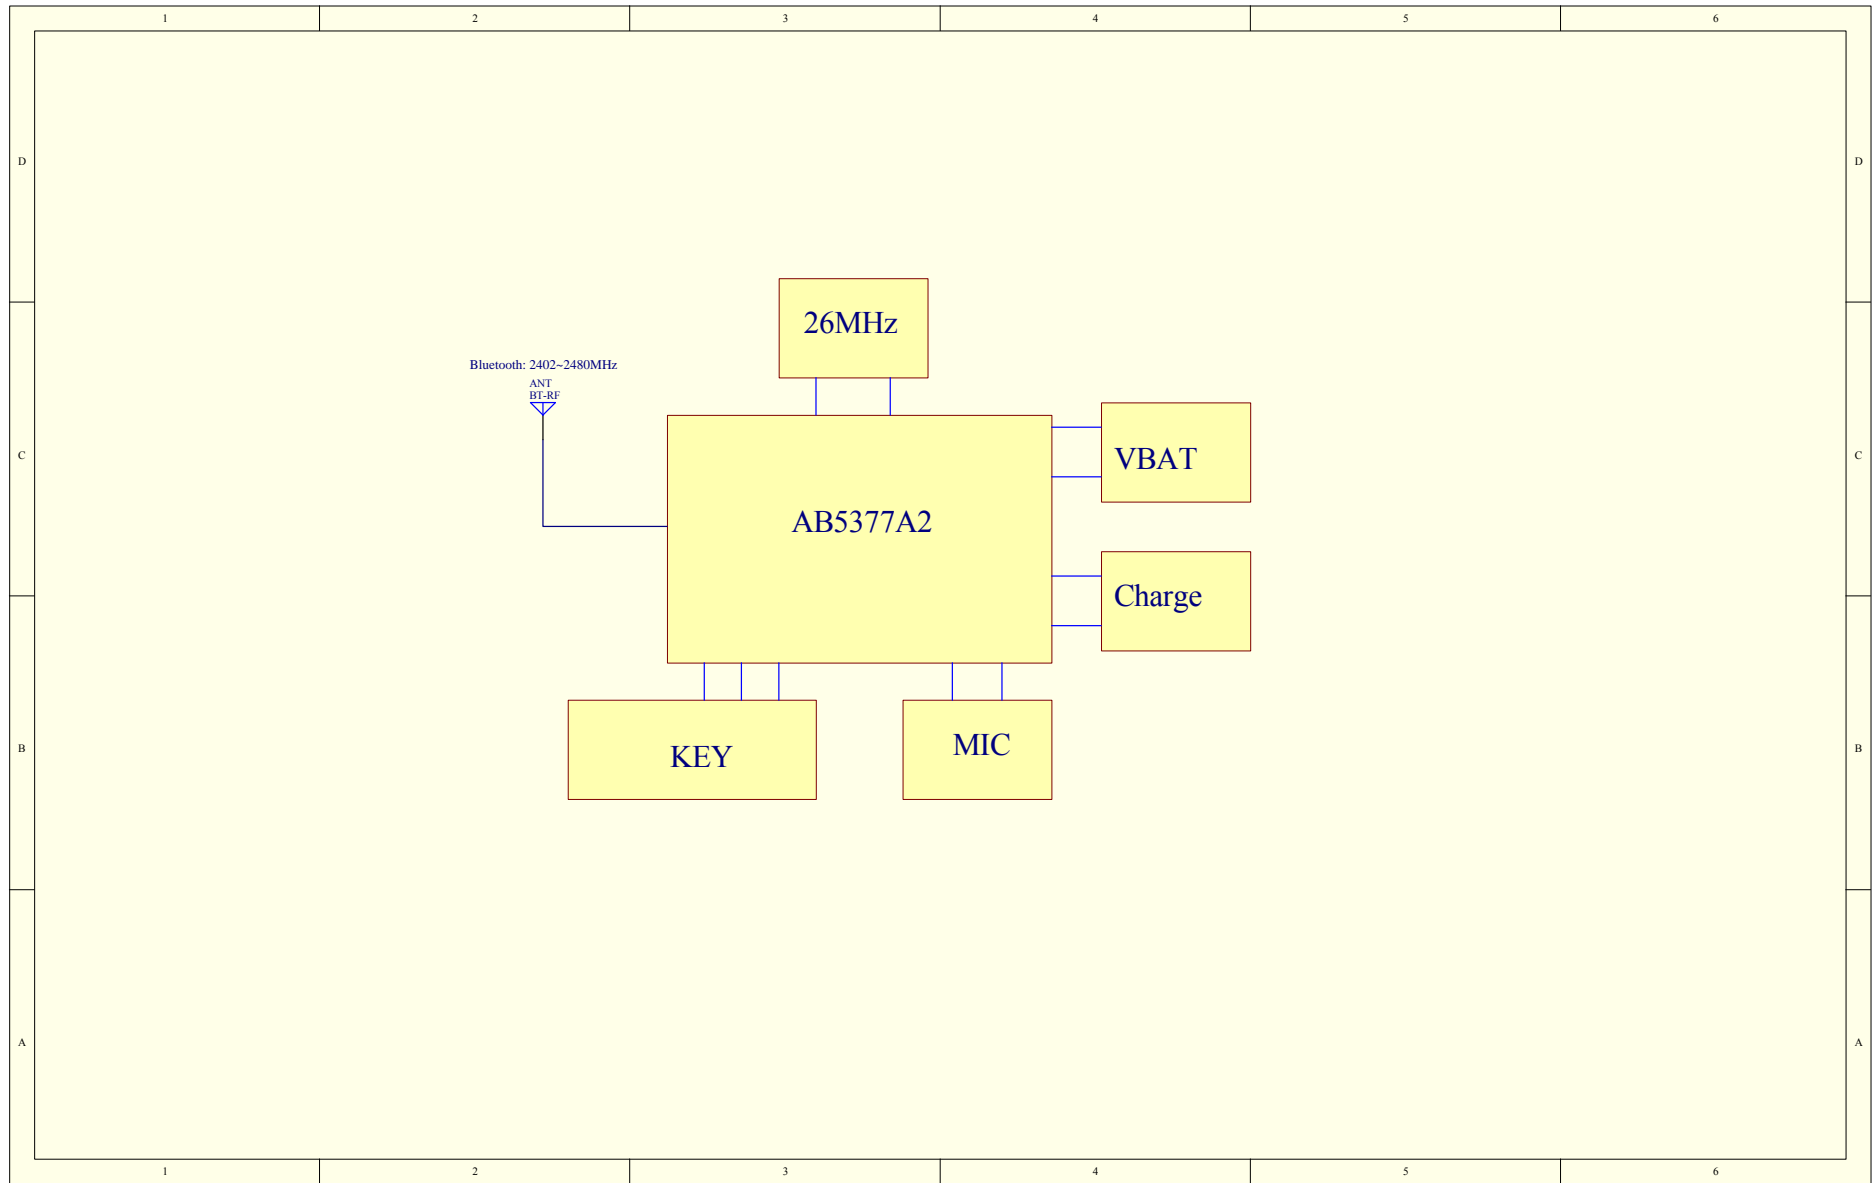 1 2 3 4 5 6
D D
26MHz
Bluetooth: 2402~2480MHz
ANT
BT-RF
C VBAT C
AB5377A2
Charge
B KEY MIC B
A A
1 2 3 4 5 6